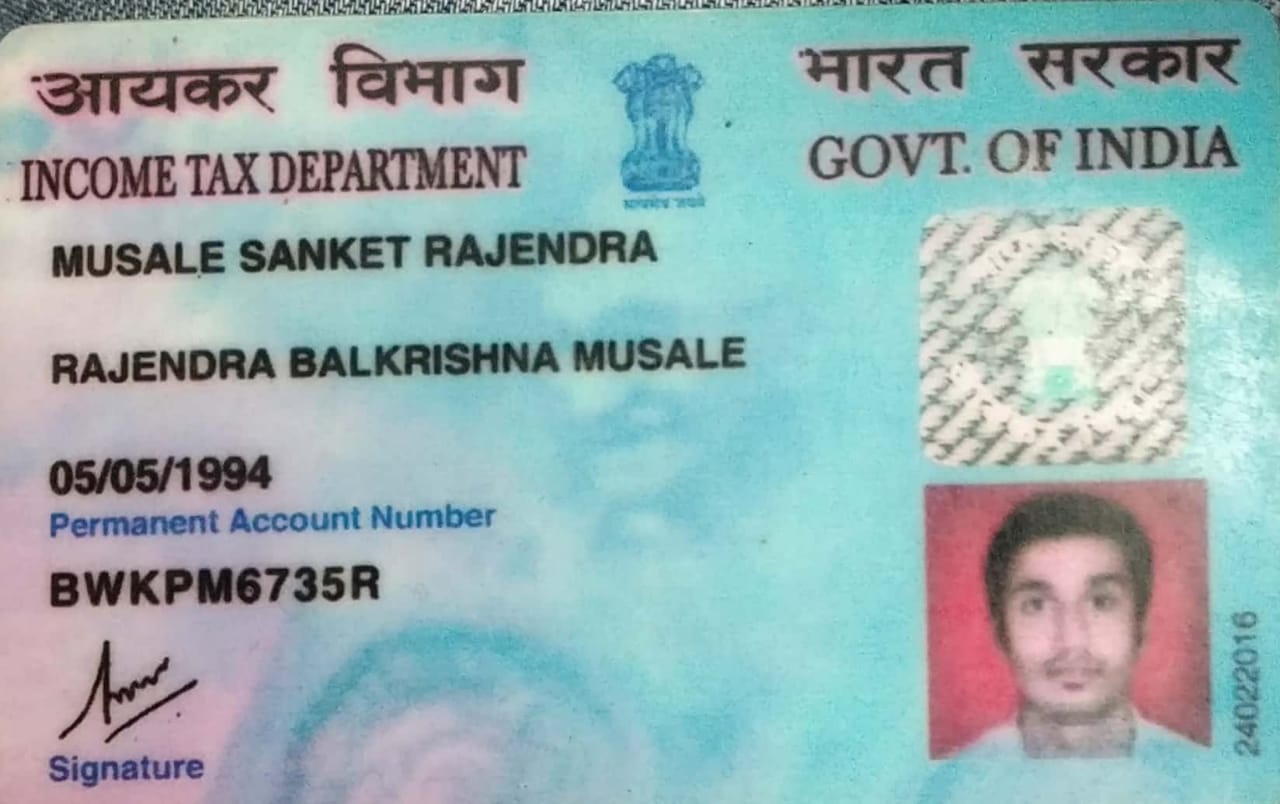 आयकर विभाग
भारत सरकार
INCOME TAX DEPARTMENT
GOVT. OF INDIA
सत्यमेव जयते
MUSALE SANKET RAJENDRA
RAJENDRA BALKRISHNA MUSALE
05/05/1994
Permanent Account Number
BWKPM6735R
Signature
24022016